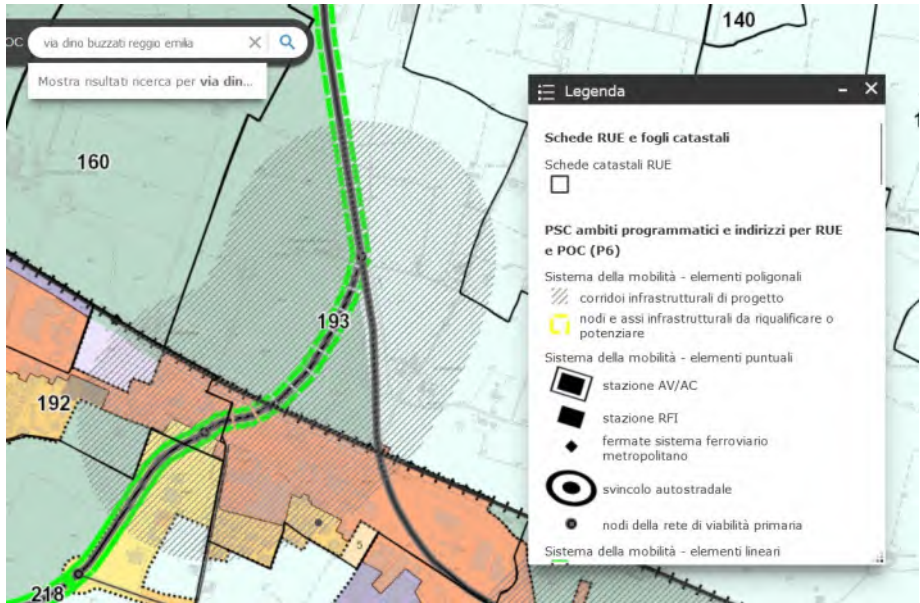 OC
via dino buzzati reggio emilia
Mostra risultati ricerca per via din...
140
160
193
192
218
5
Legenda
Schede RUE e fogli catastali
Schede catastali RUE
PSC ambiti programmatici e indirizzi per RUE
e POC (P6)
Sistema della mobilità - elementi poligonali
corridoi infrastrutturali di progetto
nodi e assi infrastrutturali da riqualificare o
potenziare
Sistema della mobilità - elementi puntuali
stazione AV/AC
stazione RFI
fermate sistema ferroviario
metropolitano
svincolo autostradale
nodi della rete di viabilità primaria
Sistema della mobilità - elementi lineari